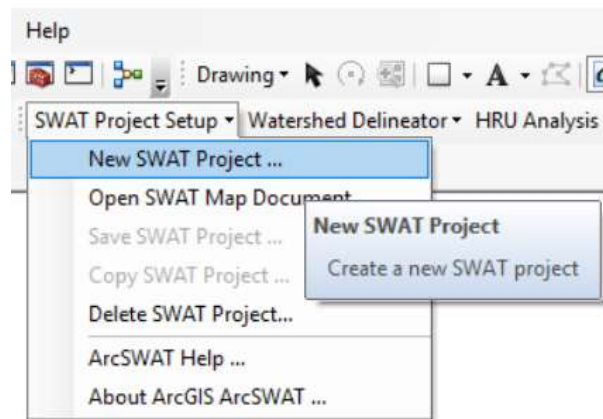 Help
Drawing
A
SWAT Project Setup Watershed Delineator HRU Analysis
New SWAT Project ...
Open SWAT Map Document
New SWAT Project
Create a new SWAT project
Save SWAT Project ...
Copy SWAT Project ...
Delete SWAT Project...
ArcSWAT Help ...
About ArcGIS ArcSWAT ...